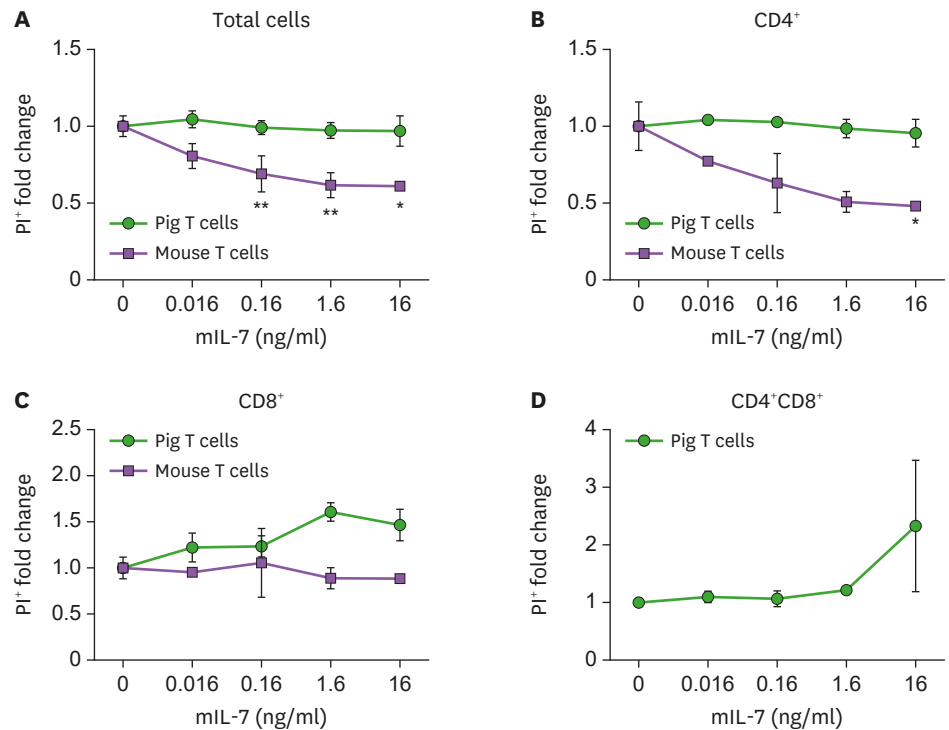 A
Total cells
1.5
1.0
0.5
0
PI⁺ fold change
** ** *
Pig T cells
Mouse T cells
0 0.016 0.16 1.6 16
mIL-7 (ng/ml)
B
CD4⁺
1.5
1.0
0.5
0
PI⁺ fold change
*
Pig T cells
Mouse T cells
0 0.016 0.16 1.6 16
mIL-7 (ng/ml)
C
CD8⁺
2.5
2.0
1.5
1.0
0.5
0
PI⁺ fold change
Pig T cells
Mouse T cells
0 0.016 0.16 1.6 16
mIL-7 (ng/ml)
D
CD4⁺CD8⁺
4
3
2
1
0
PI⁺ fold change
Pig T cells
0 0.016 0.16 1.6 16
mIL-7 (ng/ml)